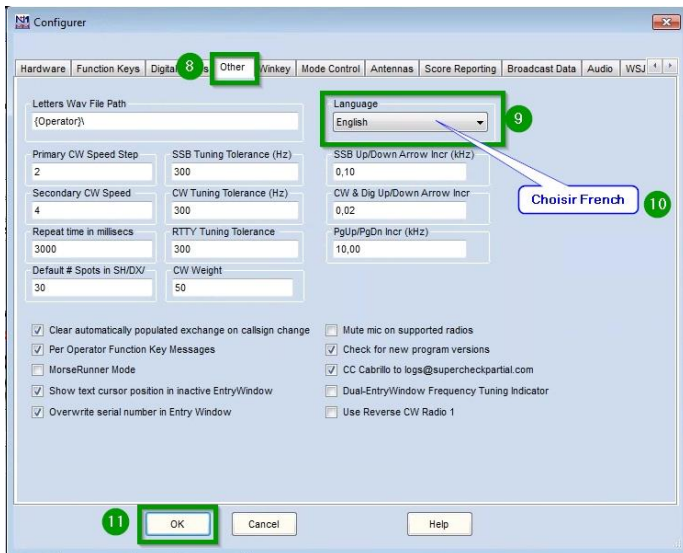 Configurer
Hardware Function Keys Digital 8 s Other Winkey Mode Control Antennas Score Reporting Broadcast Data Audio WSJ
Letters Wav File Path
{Operator}\
Language
English
9
Primary CW Speed Step
2
SSB Tuning Tolerance (Hz)
300
SSB Up/Down Arrow Incr (kHz)
0,10
Choisir French
10
Secondary CW Speed
4
CW Tuning Tolerance (Hz)
300
CW & Dig Up/Down Arrow Incr
0,02
Repeat time in millisecs
3000
RTTY Tuning Tolerance
300
PgUp/PgDn Incr (kHz)
10,00
Default # Spots in SH/DX/
30
CW Weight
50
Clear automatically populated exchange on callsign change
Per Operator Function Key Messages
MorseRunner Mode
Show text cursor position in inactive EntryWindow
Overwrite serial number in Entry Window
Mute mic on supported radios
Check for new program versions
CC Cabrillo to logs@supercheckpartial.com
Dual-EntryWindow Frequency Tuning Indicator
Use Reverse CW Radio 1
11
OK Cancel Help